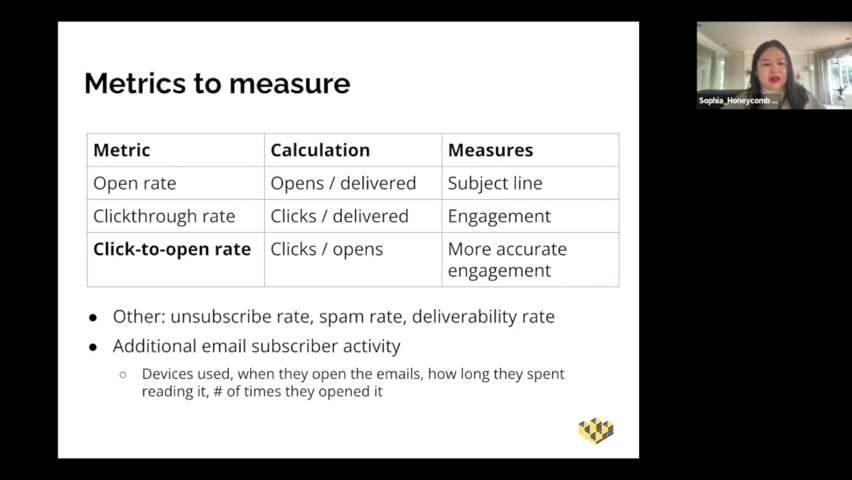 Metrics to measure
Metric Calculation Measures
Open rate Opens / delivered Subject line
Clickthrough rate Clicks / delivered Engagement
Click-to-open rate Clicks / opens More accurate
engagement
● Other: unsubscribe rate, spam rate, deliverability rate
● Additional email subscriber activity
○ Devices used, when they open the emails, how long they spent
reading it, # of times they opened it
Sophia_Honeycomb ...